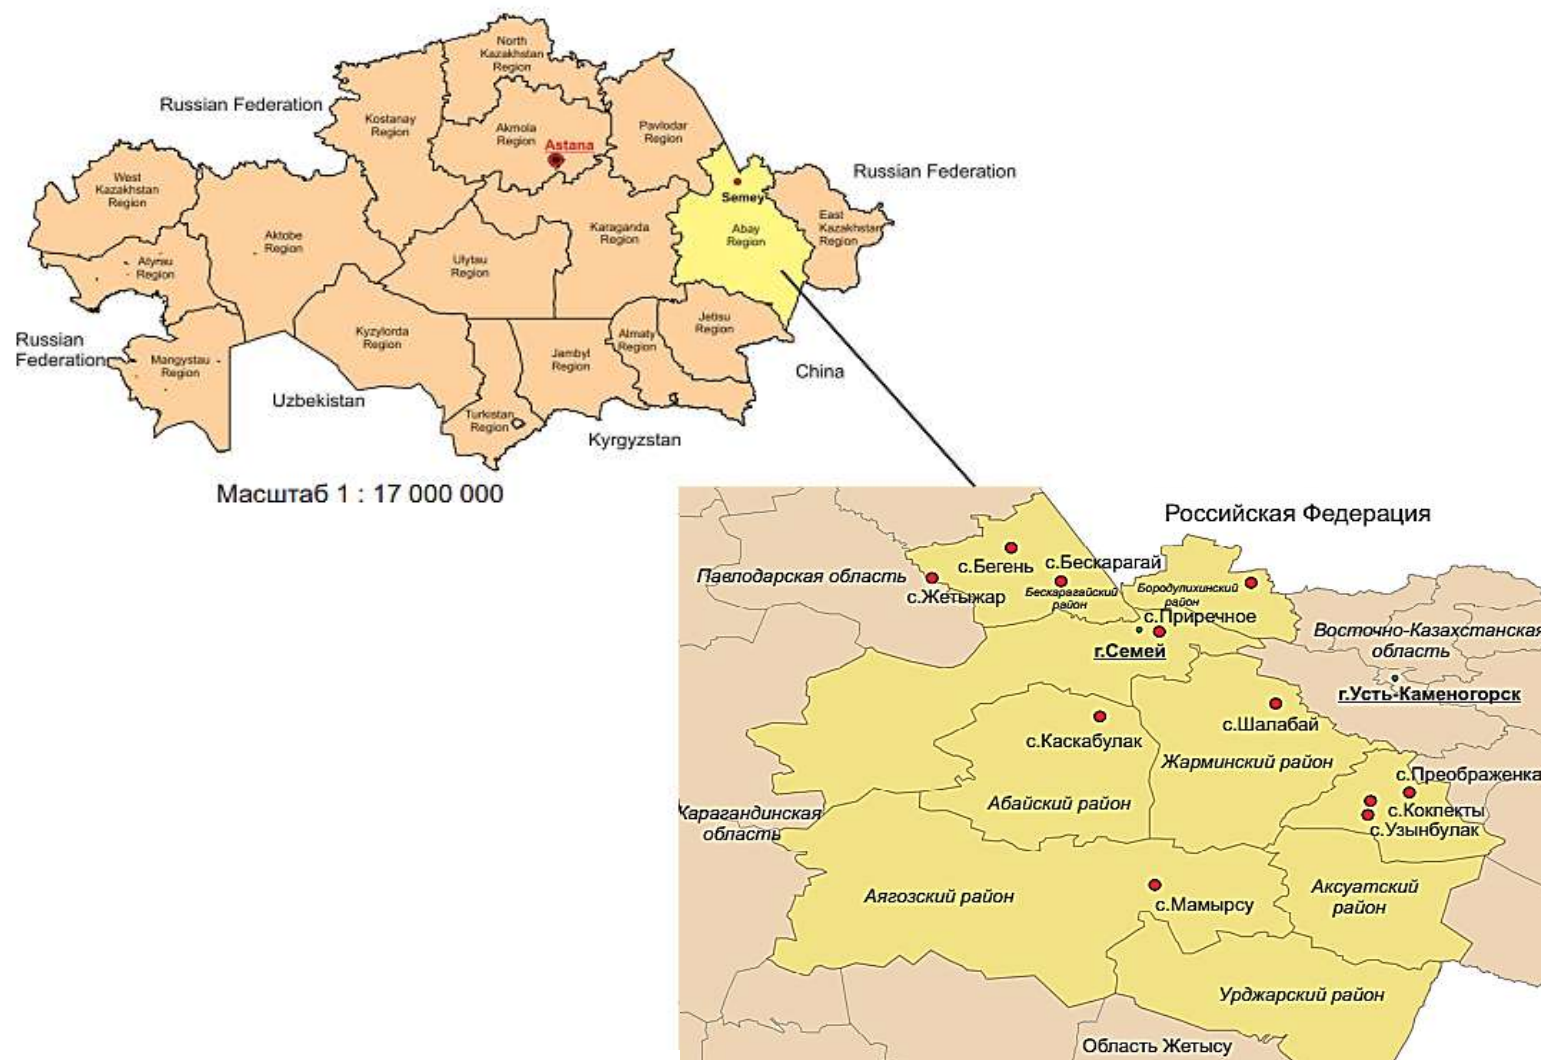 North
Kazakhstan
Region
Russian Federation
Kostanay
Region
Akmola
Region
Astana
Pavlodar
Region
Russian Federation
West
Kazakhstan
Region
Semey
Aktobe
Region
Karaganda
Region
Abay
Region
East
Kazakhstan
Region
Atyrau
Region
Ulytau
Region
Russian
Federation
Mangystau
Region
Kyzylorda
Region
Jambyl
Region
Almaty
Region
Jetisu
Region
China
Uzbekistan
Turkistan
Region
Kyrgyzstan
Масштаб 1 : 17 000 000
Российская Федерация
Павлодарская область
с.Бегень
с.Бескарагай
с.Жетыжар
Бескарагайский
район
Бородулихинский
район
с.Приречное
г.Семей
Восточно-Казахстанская
область
г.Усть-Каменогорск
с.Каскабулак
с.Шалабай
Жарминский район
с.Преображенка
Карагандинская
область
Абайский район
с.Кокпекты
с.Узынбулак
Аягозский район
с.Мамырсу
Аксуатский
район
Урджарский район
Область Жетысу